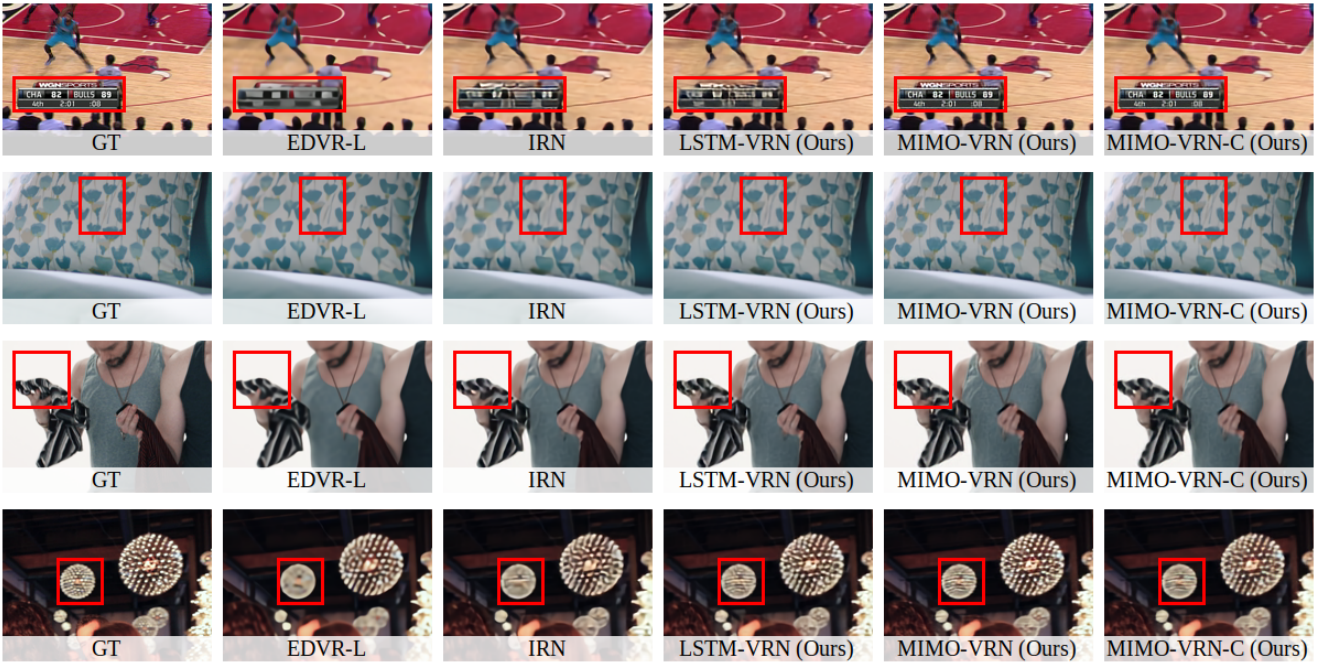 WGNSPORTS
CHA 82 BULLS 89
4th 2:01 :08
GT
EDVR-L
IRN
LSTM-VRN (Ours)
WGNSPORTS
CHA 82 BULLS 89
4th 2:01 :08
MIMO-VRN (Ours)
WGNSPORTS
CHA 82 BULLS 89
4th 2:01 :08
MIMO-VRN-C (Ours)
GT
EDVR-L
IRN
LSTM-VRN (Ours)
MIMO-VRN (Ours)
MIMO-VRN-C (Ours)
GT
EDVR-L
IRN
LSTM-VRN (Ours)
MIMO-VRN (Ours)
MIMO-VRN-C (Ours)
GT
EDVR-L
IRN
LSTM-VRN (Ours)
MIMO-VRN (Ours)
MIMO-VRN-C (Ours)